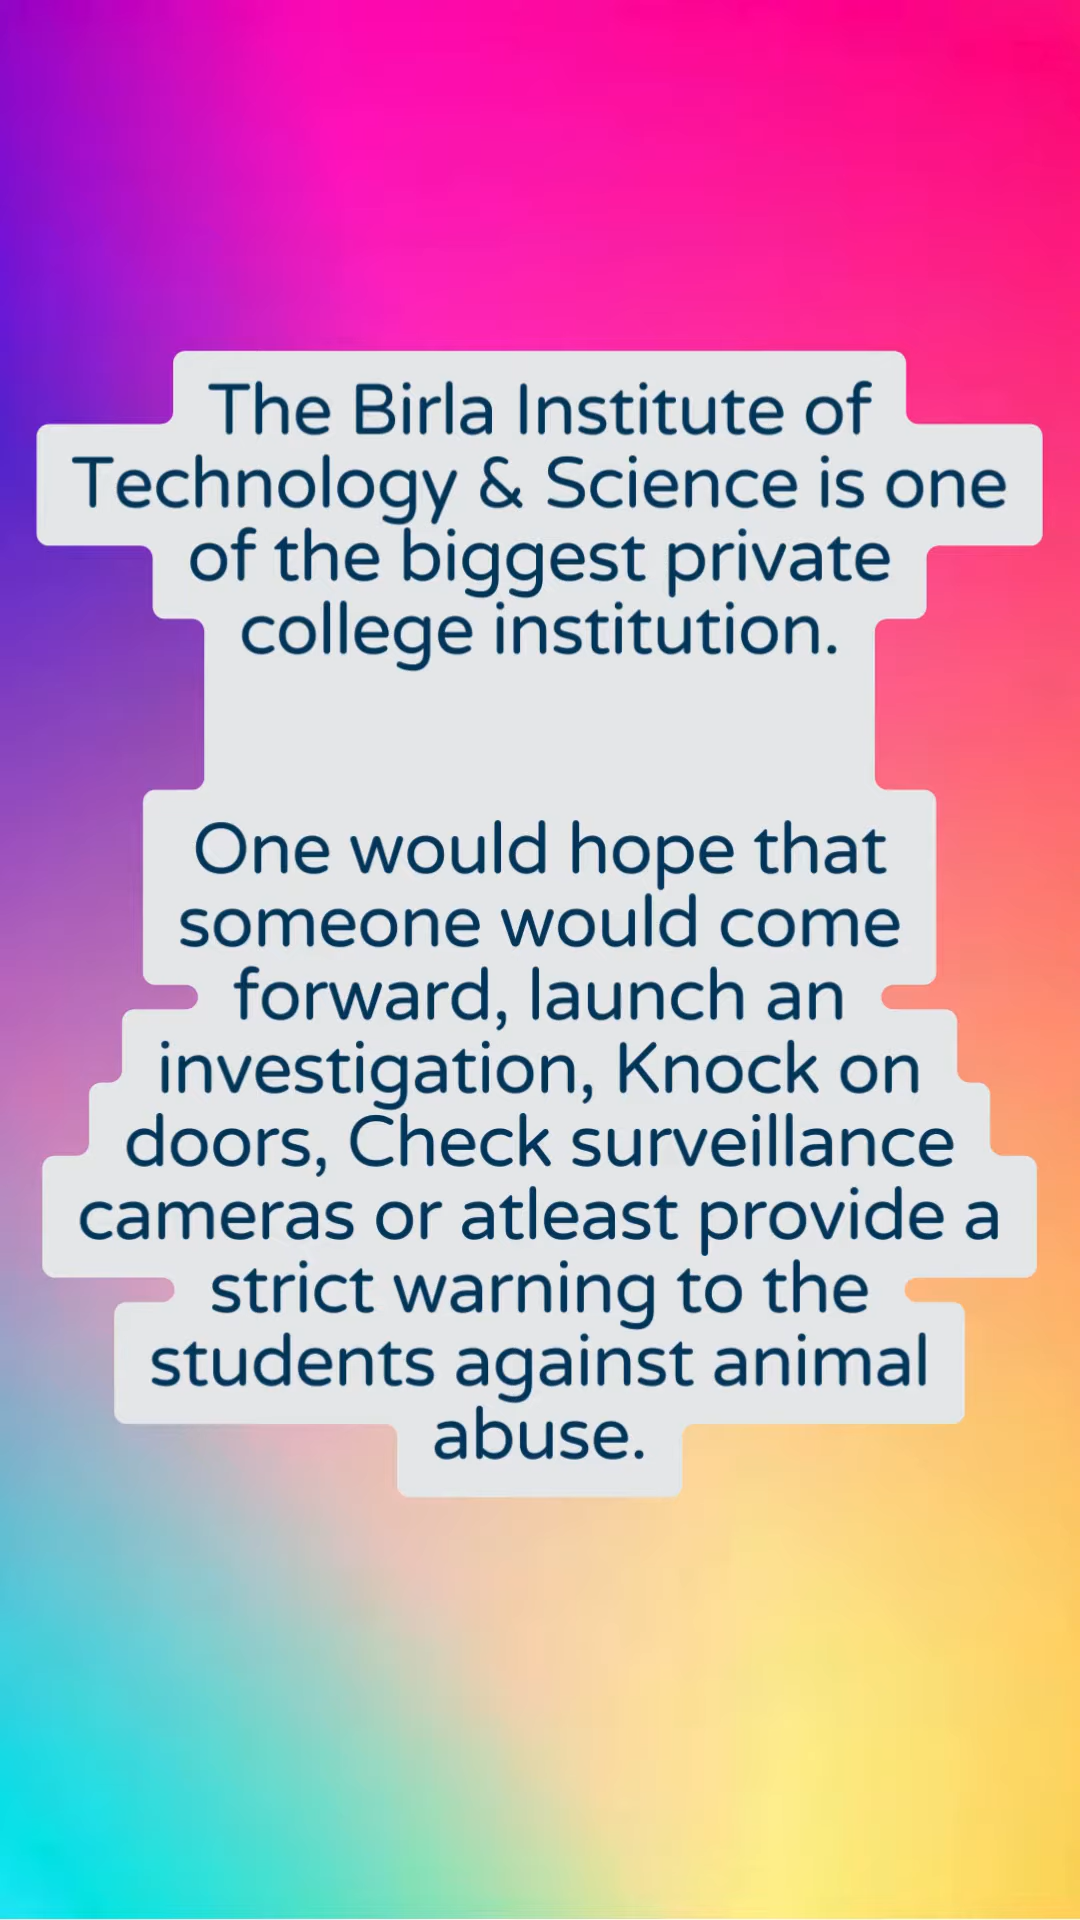 The Birla Institute of
Technology & Science is one
of the biggest private
college institution.
One would hope that
someone would come
forward, launch an
investigation, Knock on
doors, Check surveillance
cameras or atleast provide a
strict warning to the
students against animal
abuse.